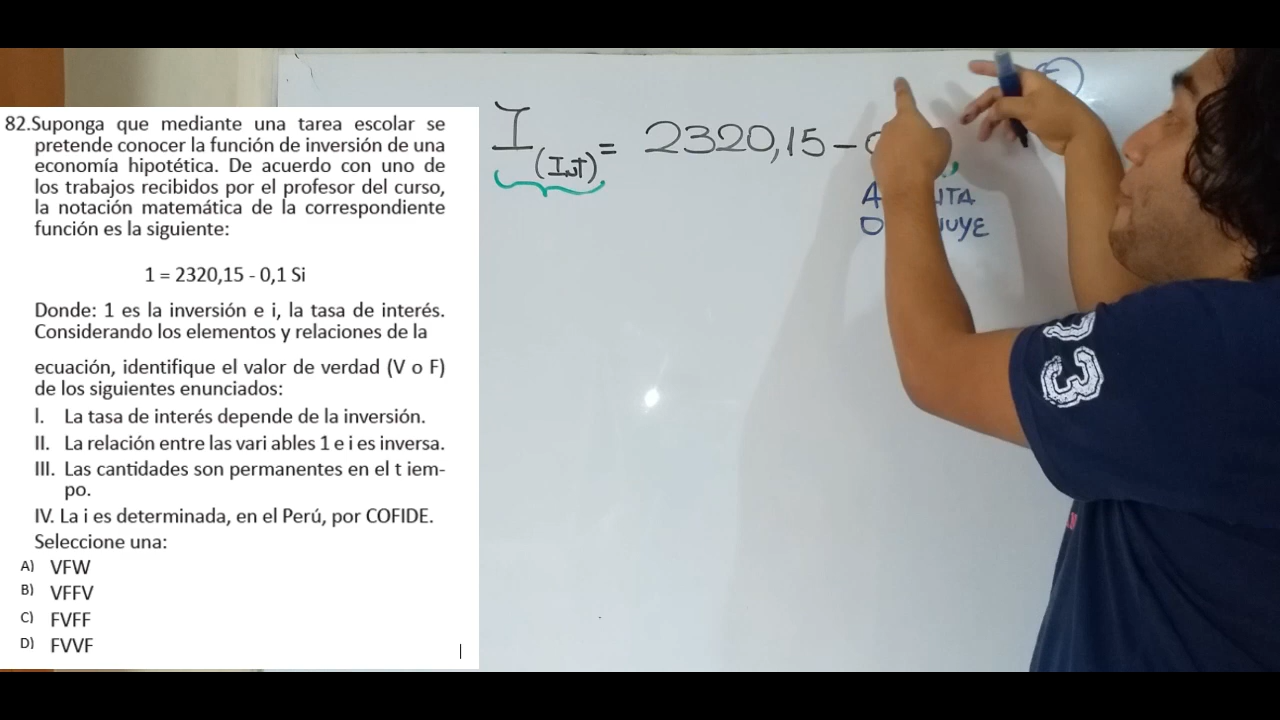 82.Suponga que mediante una tarea escolar se
pretende conocer la función de inversión de una
economía hipotética. De acuerdo con uno de
los trabajos recibidos por el profesor del curso,
la notación matemática de la correspondiente
función es la siguiente:
1 = 2320,15 - 0,1 Si
Donde: 1 es la inversión e i, la tasa de interés.
Considerando los elementos y relaciones de la
ecuación, identifique el valor de verdad (V o F)
de los siguientes enunciados:
I. La tasa de interés depende de la inversión.
II. La relación entre las vari ables 1 e i es inversa.
III. Las cantidades son permanentes en el t iem-
po.
IV. La i es determinada, en el Perú, por COFIDE.
Seleccione una:
A) VFW
B) VFFV
C) FVFF
D) FVVF
I(Int) = 2320,15 -
3